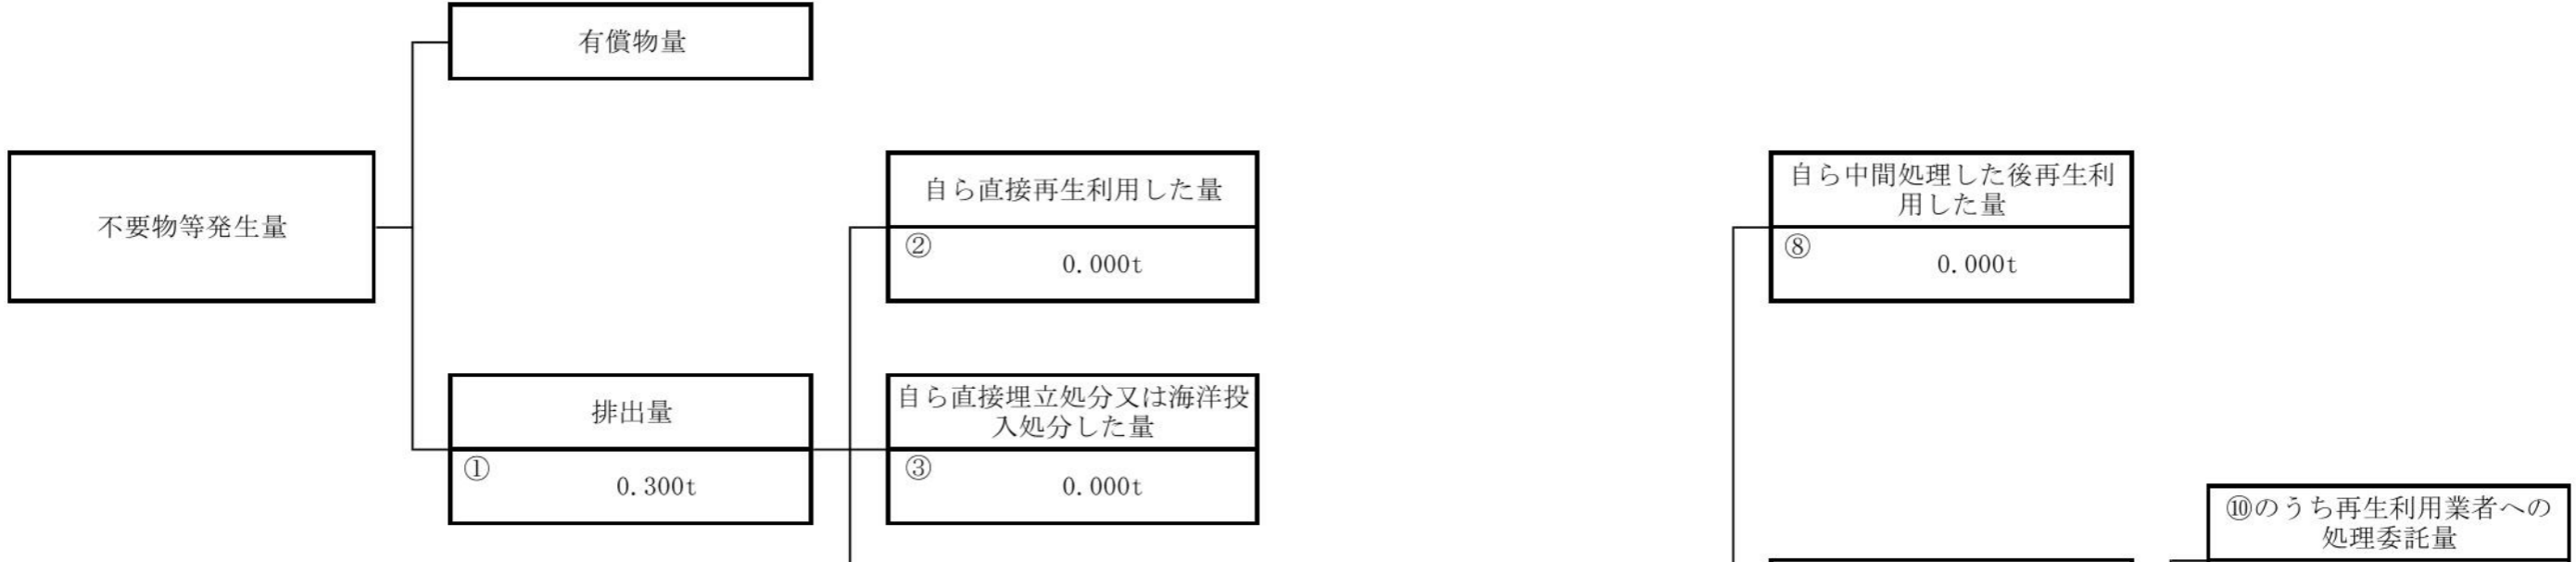 有償物量
不要物等発生量
自ら直接再生利用した量
②
0.000t
自ら中間処理した後再生利
用した量
⑧
0.000t
排出量
①
0.300t
自ら直接埋立処分又は海洋投
入処分した量
③
0.000t
⑩のうち再生利用業者への
処理委託量